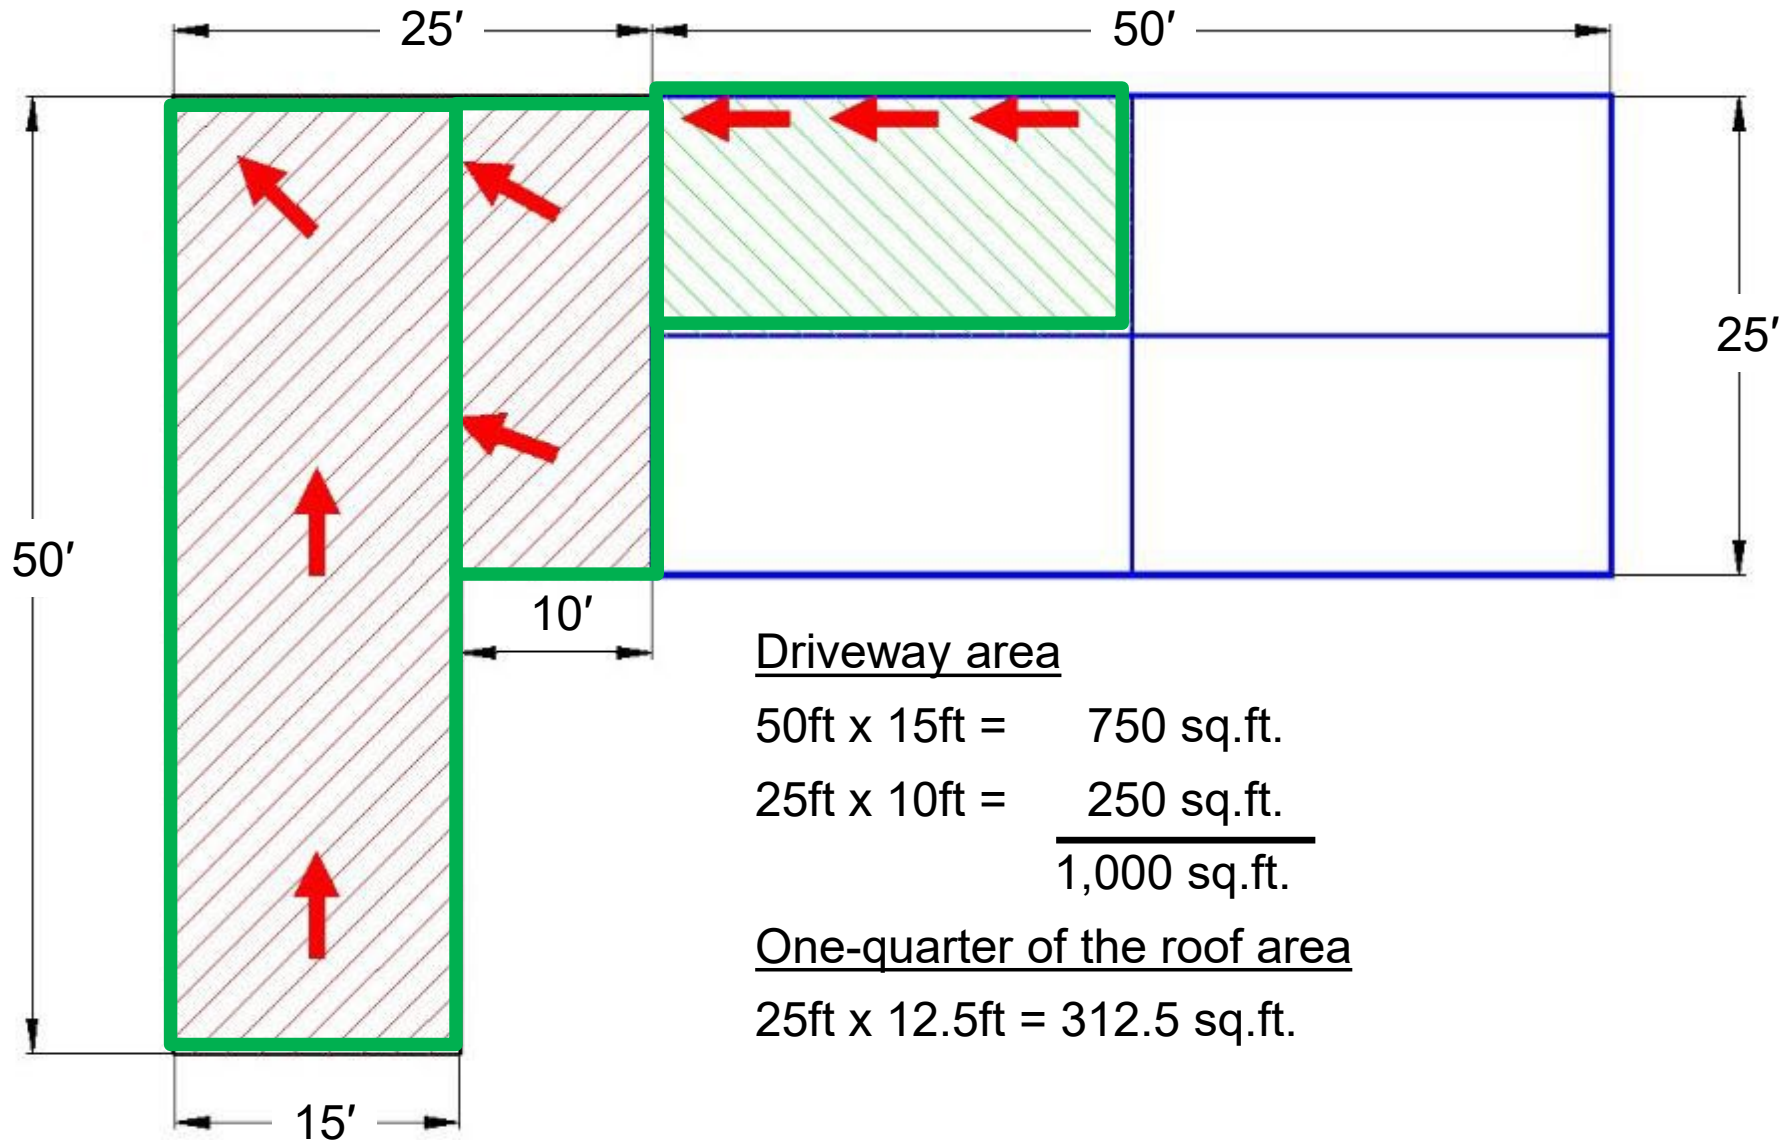 25′
50′
50′
25′
10′
15′
Driveway area
50ft x 15ft = 750 sq.ft.
25ft x 10ft = 250 sq.ft.
1,000 sq.ft.
One-quarter of the roof area
25ft x 12.5ft = 312.5 sq.ft.